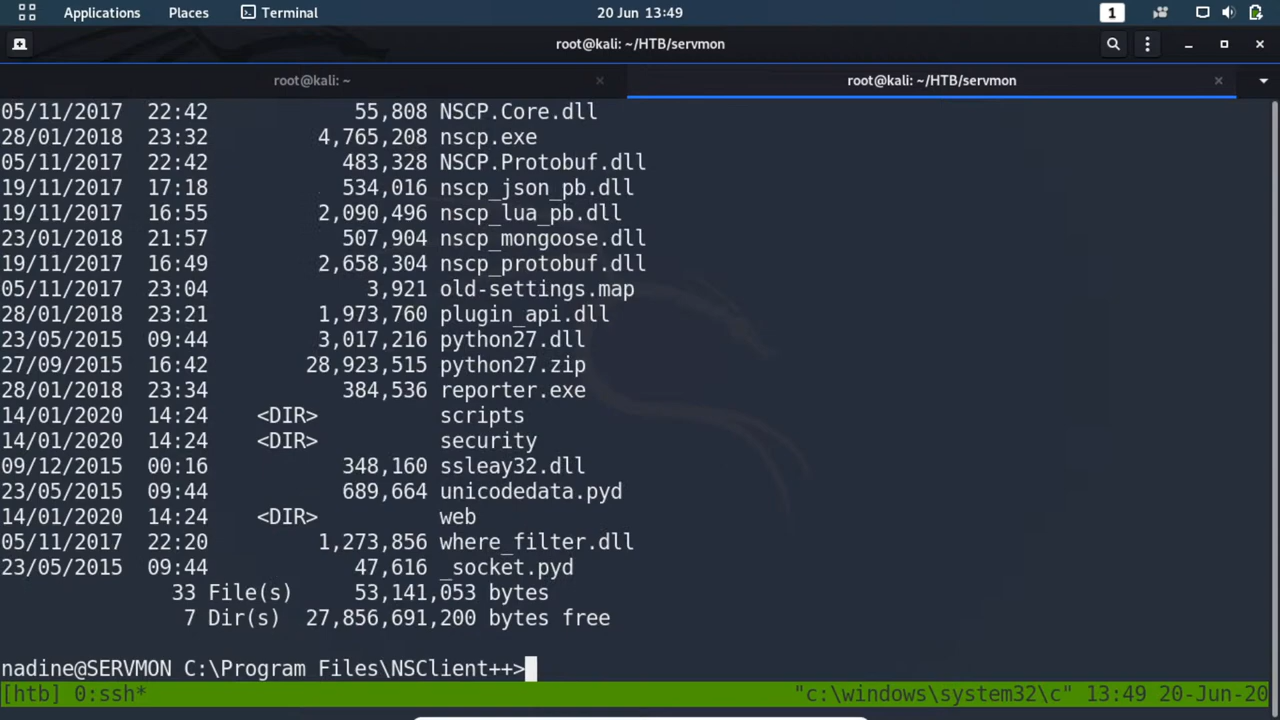 Applications Places Terminal 20 Jun 13:49 1
root@kali: ~/HTB/servmon
root@kali: ~ root@kali: ~/HTB/servmon
05/11/2017 22:42 55,808 NSCP.Core.dll
28/01/2018 23:32 4,765,208 nscp.exe
05/11/2017 22:42 483,328 NSCP.Protobuf.dll
19/11/2017 17:18 534,016 nscp_json_pb.dll
19/11/2017 16:55 2,090,496 nscp_lua_pb.dll
23/01/2018 21:57 507,904 nscp_mongoose.dll
19/11/2017 16:49 2,658,304 nscp_protobuf.dll
05/11/2017 23:04 3,921 old-settings.map
28/01/2018 23:21 1,973,760 plugin_api.dll
23/05/2015 09:44 3,017,216 python27.dll
27/09/2015 16:42 28,923,515 python27.zip
28/01/2018 23:34 384,536 reporter.exe
14/01/2020 14:24 <DIR> scripts
14/01/2020 14:24 <DIR> security
09/12/2015 00:16 348,160 ssleay32.dll
23/05/2015 09:44 689,664 unicodedata.pyd
14/01/2020 14:24 <DIR> web
05/11/2017 22:20 1,273,856 where_filter.dll
23/05/2015 09:44 47,616 _socket.pyd
33 File(s) 53,141,053 bytes
7 Dir(s) 27,856,691,200 bytes free
nadine@SERVMON C:\Program Files\NSClient++>
[htb] 0:ssh* "c:\windows\system32\c" 13:49 20-Jun-20